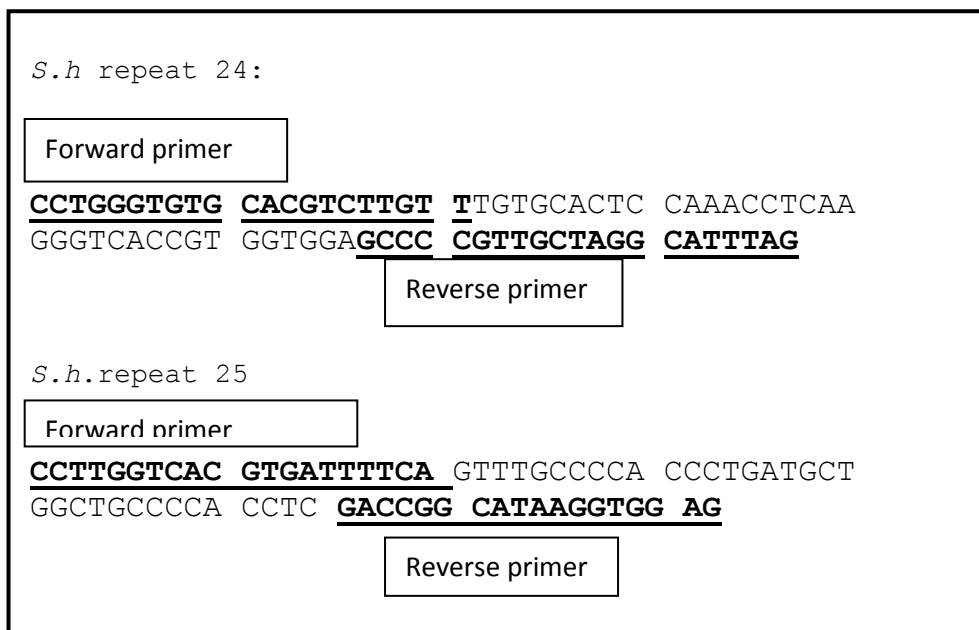 S.h repeat 24:
Forward primer
CCTGGGTGTG CACGTCTTGT TTGTGCACTC CAAACCTCAA
GGGTCACCGT GGTGGAGCCC CGTTGCTAGG CATTTAG
Reverse primer
S.h.repeat 25
Forward primer
CCTTGGTCAC GTGATTTTCA GTTTGCCCCA CCCTGATGCT
GGCTGCCCCA CCTC GACCGG CATAAGGTGG AG
Reverse primer